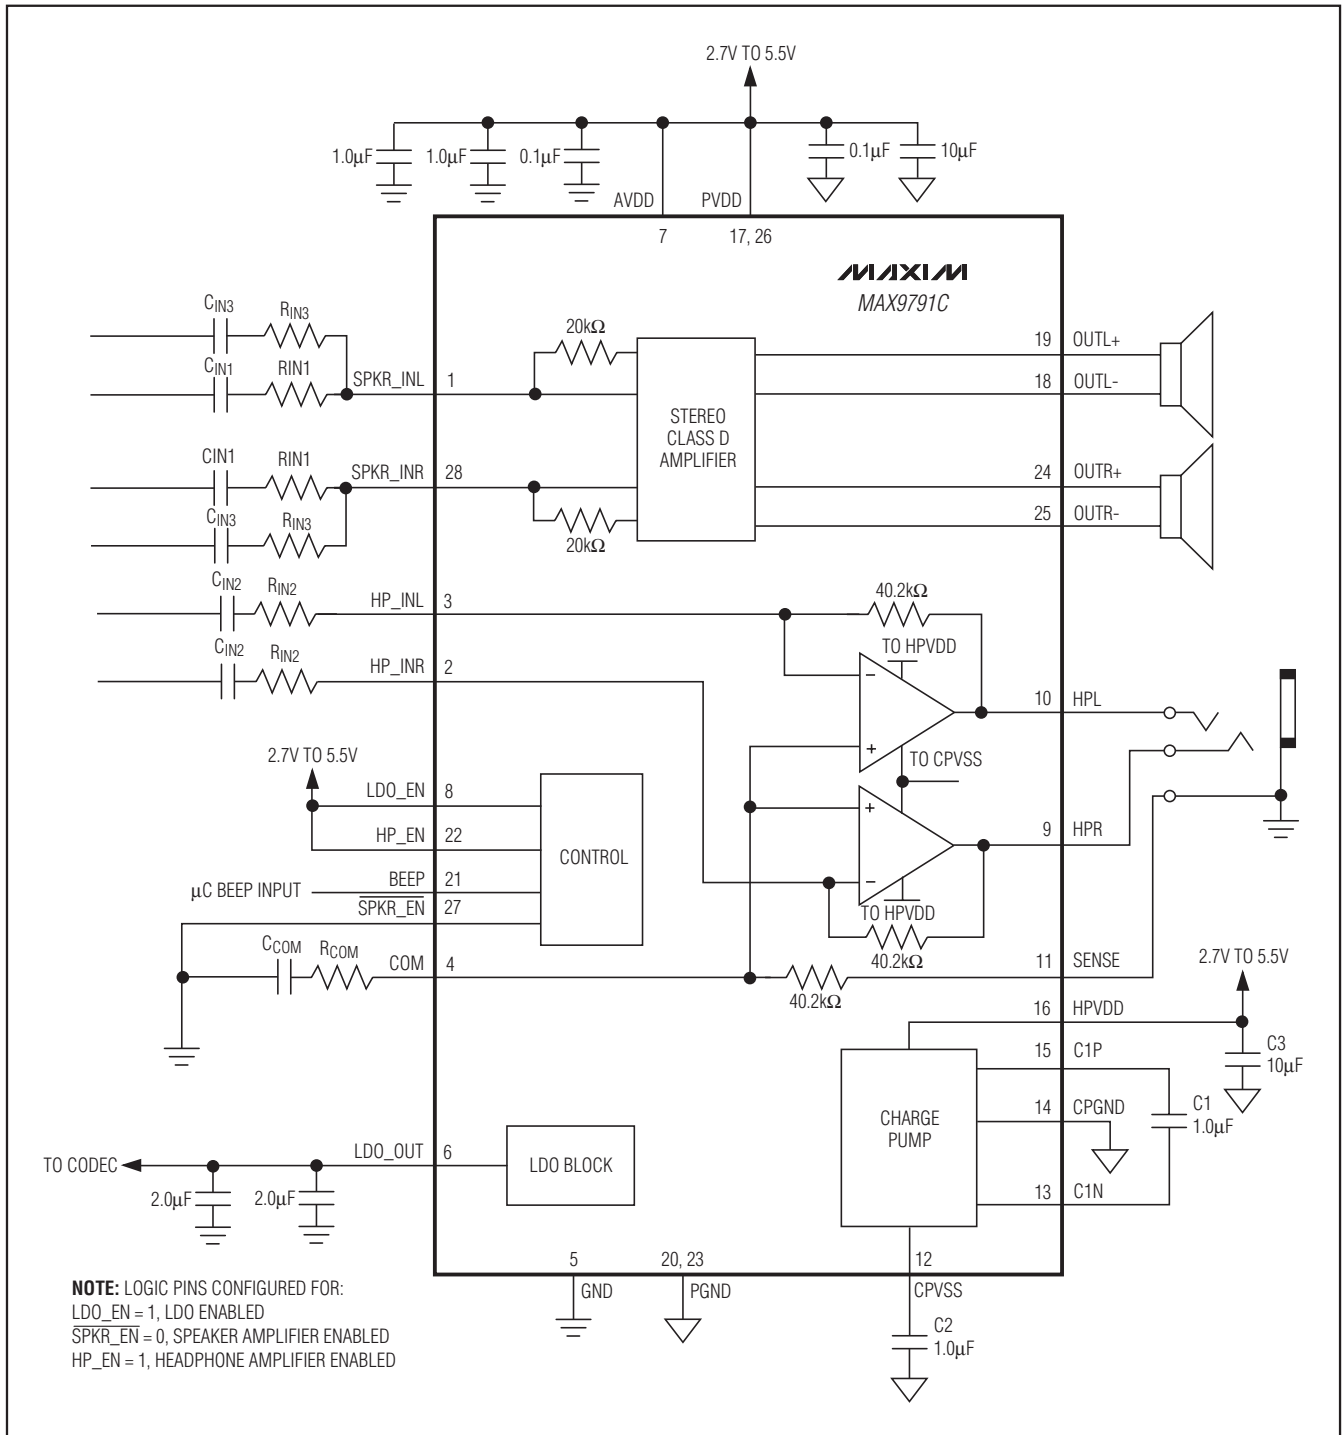 2.7V TO 5.5V
1.0µF
1.0µF
0.1µF
0.1µF
10µF
AVDD
PVDD
7
17, 26
MAXIM
MAX9791C
CIN3
RIN3
CIN1
RIN1
SPKR_INL
1
20kΩ
STEREO
CLASS D
AMPLIFIER
19
OUTL+
18
OUTL-
CIN1
RIN1
SPKR_INR
28
CIN3
RIN3
20kΩ
24
OUTR+
25
OUTR-
CIN2
RIN2
HP_INL
3
40.2kΩ
CIN2
RIN2
HP_INR
2
TO HPVDD
−
+
10
HPL
TO CPVSS
2.7V TO 5.5V
LDO_EN
8
HP_EN
22
CONTROL
µC BEEP INPUT
BEEP
21
SPKR_EN
27
+
−
9
HPR
TO HPVDD
40.2kΩ
CCOM
RCOM
COM
4
40.2kΩ
11
SENSE
2.7V TO 5.5V
16
HPVDD
15
C1P
C3
10µF
CHARGE
PUMP
14
CPGND
C1
1.0µF
13
C1N
TO CODEC
LDO_OUT
6
LDO BLOCK
2.0µF
2.0µF
5
GND
20, 23
PGND
12
CPVSS
C2
1.0µF
NOTE: LOGIC PINS CONFIGURED FOR:
LDO_EN = 1, LDO ENABLED
SPKR_EN = 0, SPEAKER AMPLIFIER ENABLED
HP_EN = 1, HEADPHONE AMPLIFIER ENABLED